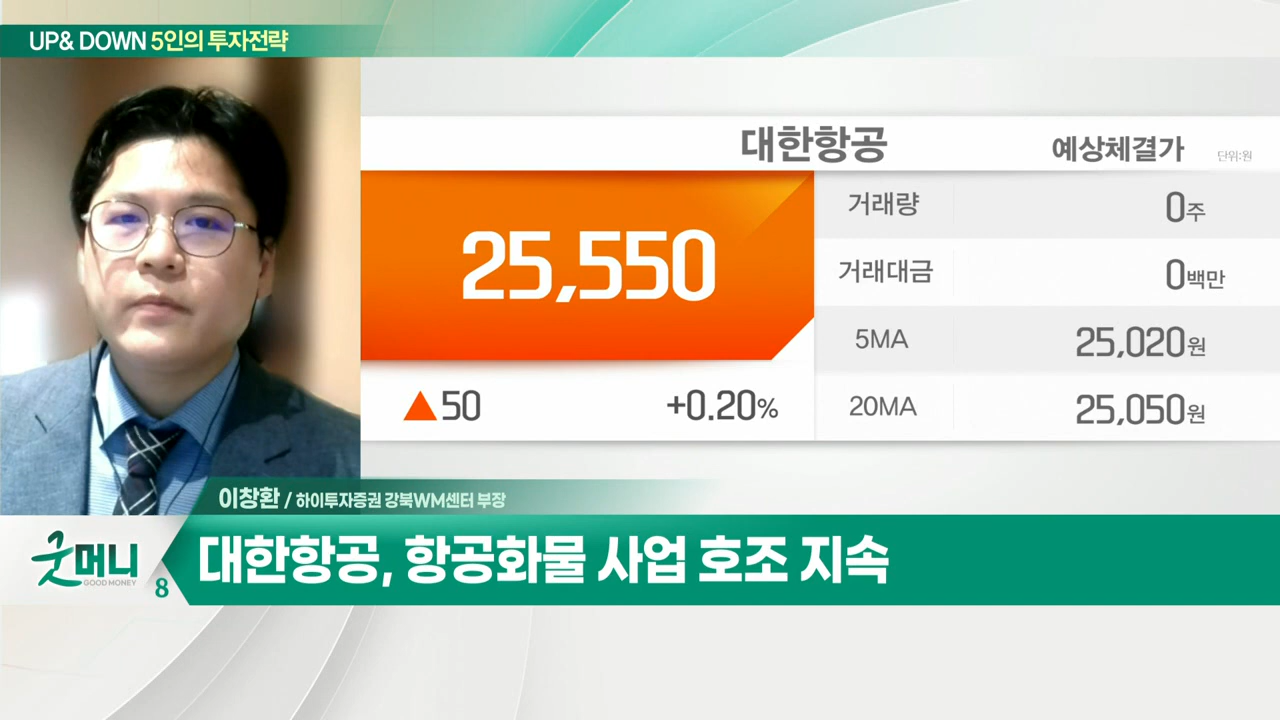 UP& DOWN 5인의 투자전략
대한항공
예상체결가
단위:원
25,550
▲50 +0.20%
거래량 0주
거래대금 0백만
5MA 25,020원
20MA 25,050원
이창환 / 하이투자증권 강북WM센터 부장
굿머니
GOOD MONEY
8
대한항공, 항공화물 사업 호조 지속